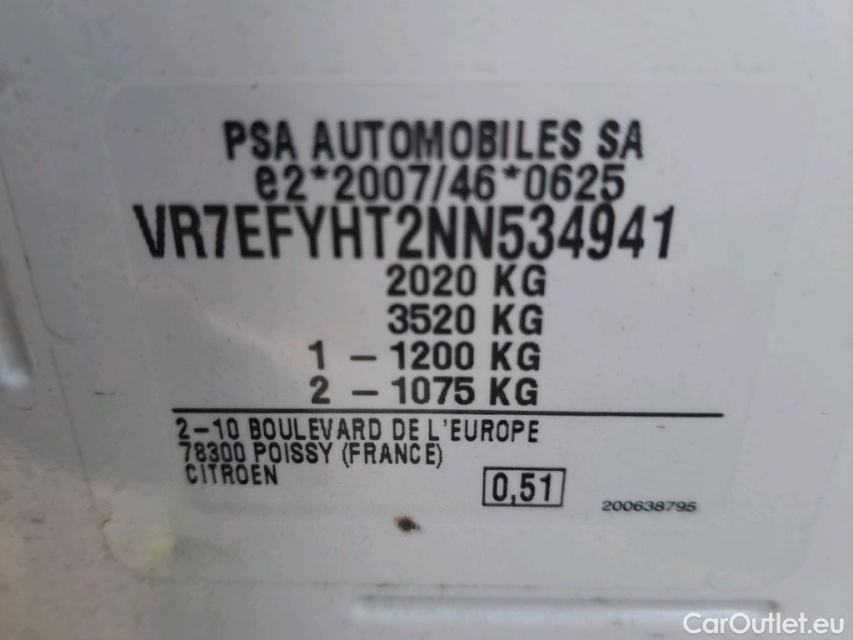 PSA AUTOMOBILES SA
e2*2007/46*0625
VR7EFYHT2NN534941
2020 KG
3520 KG
1 - 1200 KG
2 - 1075 KG
2-10 BOULEVARD DE L'EUROPE
78300 POISSY (FRANCE)
CITROEN
0,51
200638795
CarOutlet.eu